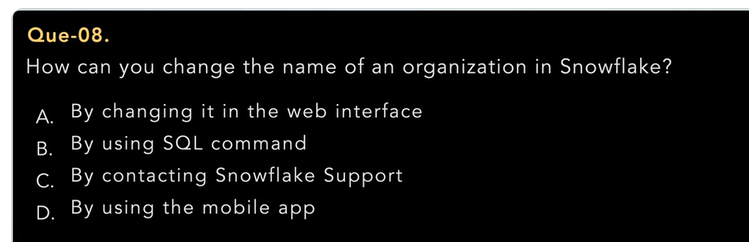 Que-08.
How can you change the name of an organization in Snowflake?
A. By changing it in the web interface
B. By using SQL command
C. By contacting Snowflake Support
D. By using the mobile app